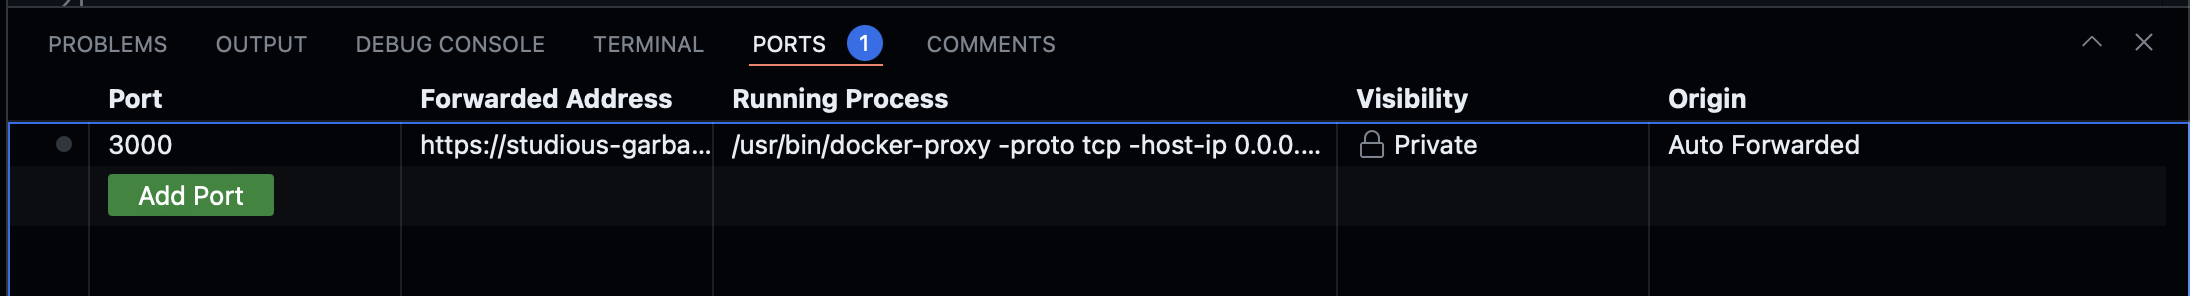 PROBLEMS OUTPUT DEBUG CONSOLE TERMINAL PORTS 1 COMMENTS
Port Forwarded Address Running Process Visibility Origin
3000 https://studious-garba... /usr/bin/docker-proxy -proto tcp -host-ip 0.0.0.... Private Auto Forwarded
Add Port